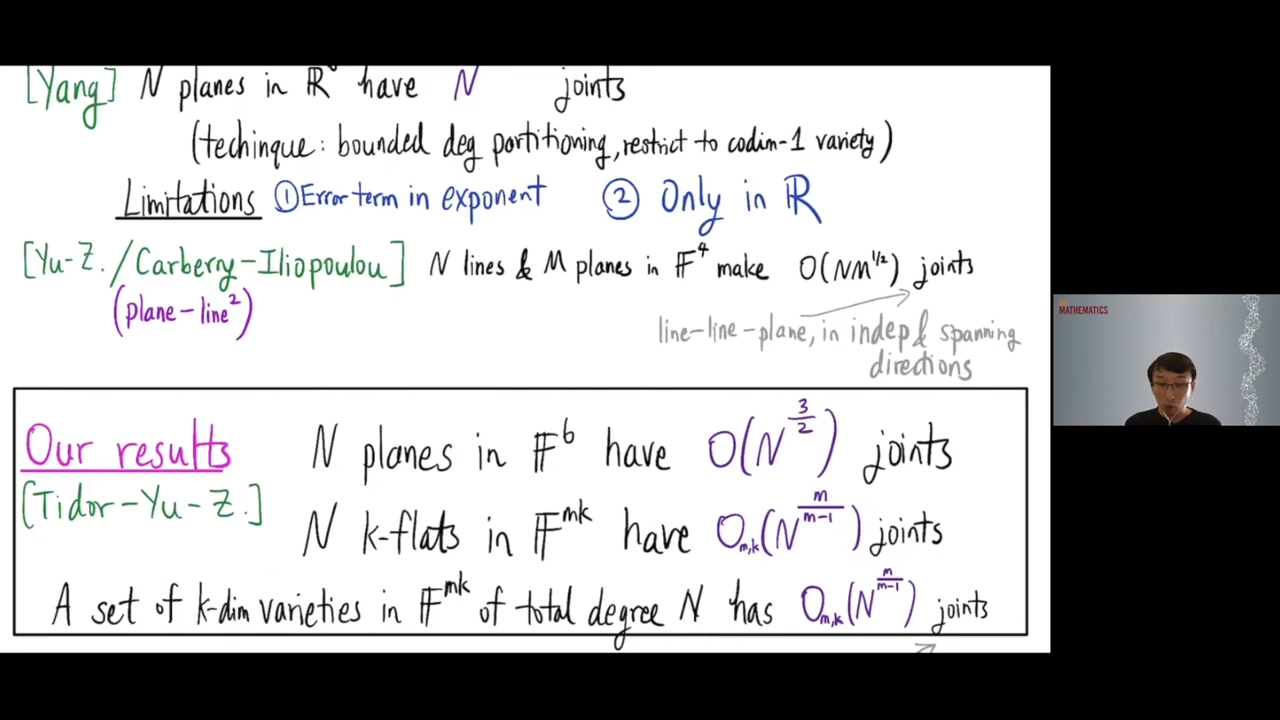 [Yang] N planes in ℝ⁶ have N joints
(techinque: bounded deg partitioning, restrict to codim-1 variety)
Limitations ① Error term in exponent ② Only in ℝ
[Yu-Z. / Carbery-Iliopoulou] N lines & M planes in 𝔽⁴ make O(NM^{1/2}) joints
(plane-line²)
line-line-plane, in indep & spanning
directions
MATHEMATICS
Our results N planes in 𝔽⁶ have O(N^{3/2}) joints
[Tidor-Yu-Z.]
N k-flats in 𝔽^{mk} have O_{m,k}(N^{m/(m-1)}) joints
A set of k-dim varieties in 𝔽^{mk} of total degree N has O_{m,k}(N^{m/(m-1)}) joints